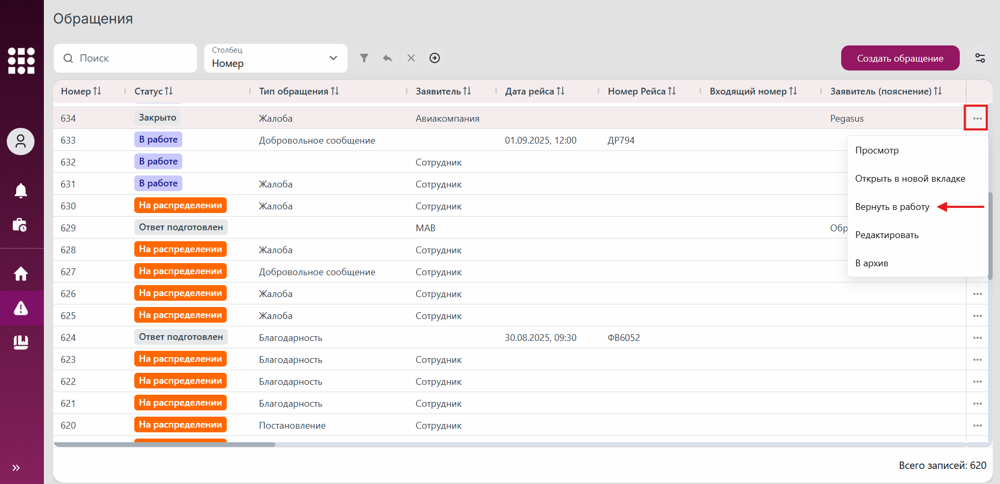 Обращения
Поиск
Столбец
Номер
Создать обращение
Номер Статус Тип обращения Заявитель Дата рейса Номер Рейса Входящий номер Заявитель (пояснение)
634 Закрыто Жалоба Авиакомпания Pegasus
633 В работе Добровольное сообщение 01.09.2025, 12:00 ДР794
632 В работе Сотрудник
631 В работе Жалоба Сотрудник
630 На распределении Жалоба Сотрудник
629 Ответ подготовлен МАВ Обр
628 На распределении Жалоба Сотрудник
627 На распределении Добровольное сообщение Сотрудник
626 На распределении Жалоба Сотрудник
625 На распределении Жалоба Сотрудник
624 Ответ подготовлен Благодарность 30.08.2025, 09:30 ФВ6052
623 На распределении Благодарность Сотрудник
622 На распределении Благодарность Сотрудник
621 На распределении Благодарность Сотрудник
620 На распределении Постановление Сотрудник
Просмотр
Открыть в новой вкладке
Вернуть в работу
Редактировать
В архив
Всего записей: 620